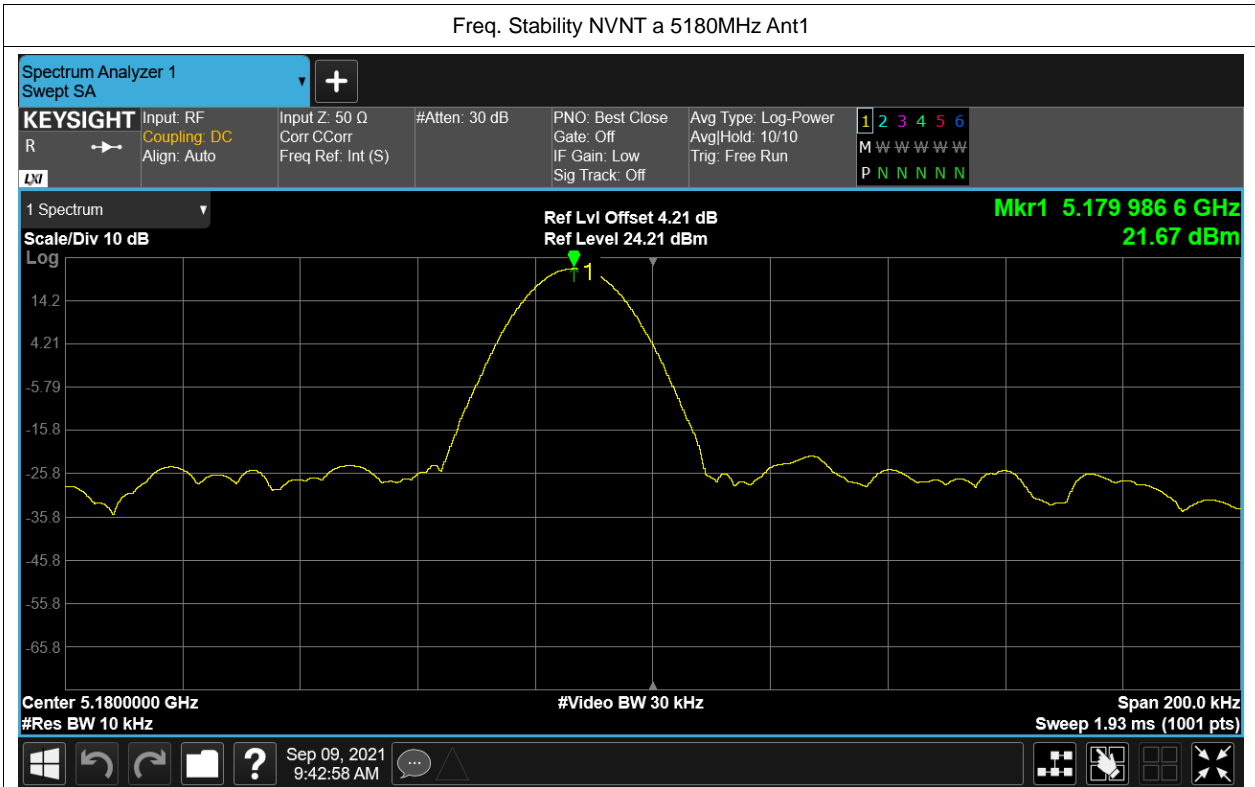 Freq. Stability NVNT a 5180MHz Ant1
Spectrum Analyzer 1
Swept SA
KEYSIGHT
R
LXI
Input: RF
Coupling: DC
Align: Auto
Input Z: 50 Ω
Corr CCorr
Freq Ref: Int (S)
#Atten: 30 dB
PNO: Best Close
Gate: Off
IF Gain: Low
Sig Track: Off
Avg Type: Log-Power
Avg|Hold: 10/10
Trig: Free Run
1 2 3 4 5 6
M W W W W W
P N N N N N
1 Spectrum
Scale/Div 10 dB
Ref Lvl Offset 4.21 dB
Ref Level 24.21 dBm
Mkr1 5.179 986 6 GHz
21.67 dBm
Log
1
14.2
4.21
-5.79
-15.8
-25.8
-35.8
-45.8
-55.8
-65.8
Center 5.1800000 GHz
#Video BW 30 kHz
Span 200.0 kHz
#Res BW 10 kHz
Sweep 1.93 ms (1001 pts)
?
Sep 09, 2021
9:42:58 AM